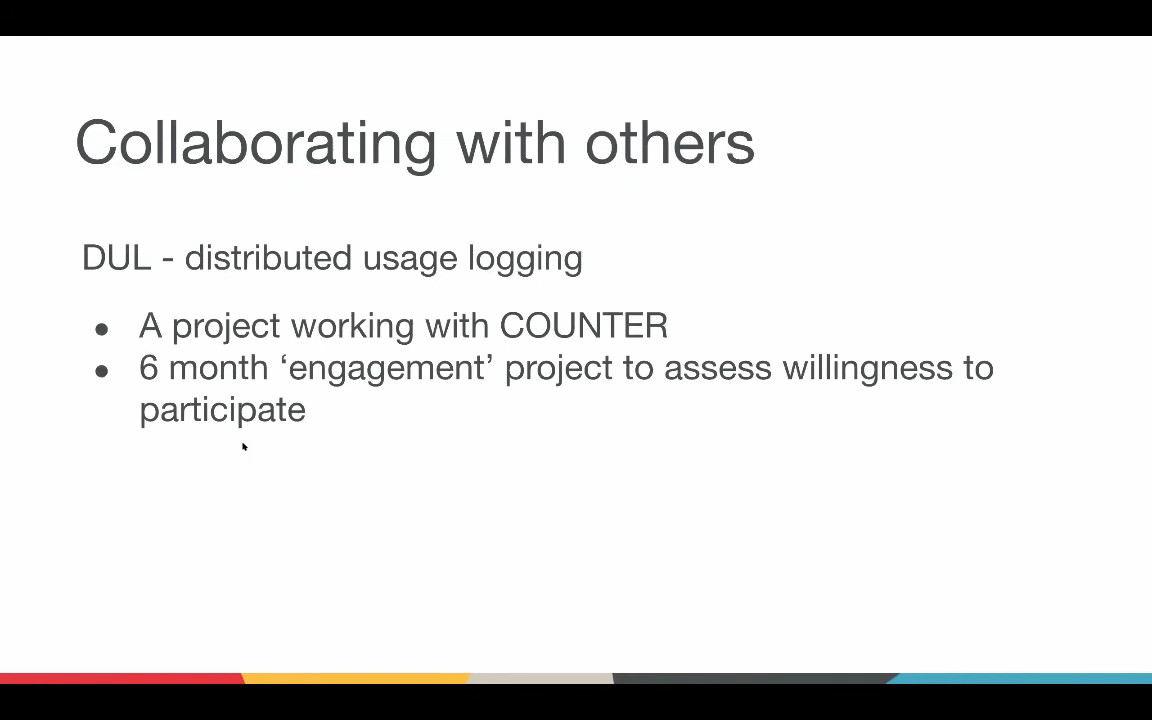 Collaborating with others
DUL - distributed usage logging
● A project working with COUNTER
● 6 month ‘engagement’ project to assess willingness to
participate